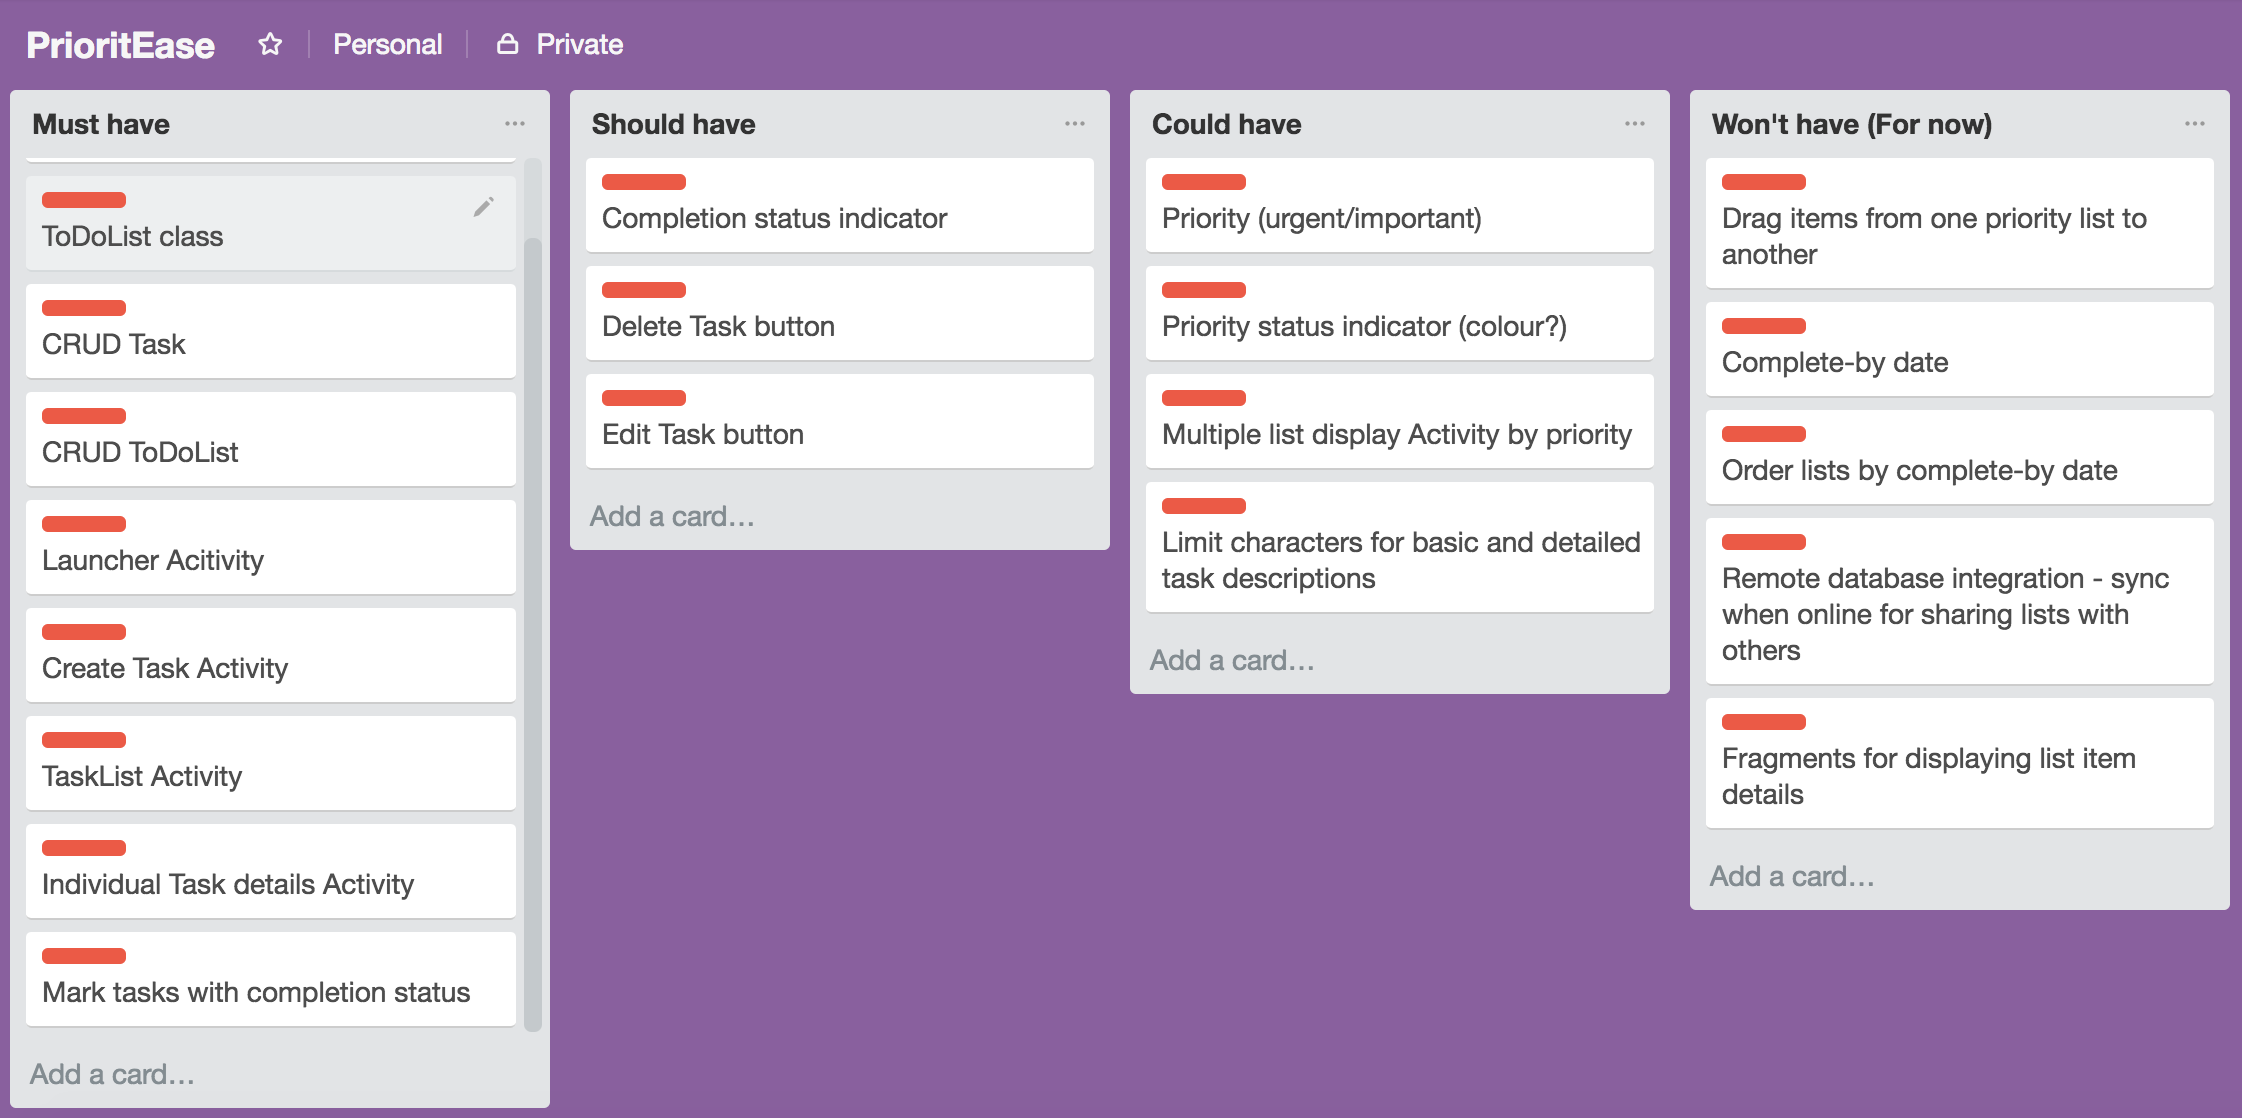 PrioritEase Personal Private
Must have
ToDoList class
CRUD Task
CRUD ToDoList
Launcher Acitivity
Create Task Activity
TaskList Activity
Individual Task details Activity
Mark tasks with completion status
Add a card...
Should have
Completion status indicator
Delete Task button
Edit Task button
Add a card...
Could have
Priority (urgent/important)
Priority status indicator (colour?)
Multiple list display Activity by priority
Limit characters for basic and detailed
task descriptions
Add a card...
Won't have (For now)
Drag items from one priority list to
another
Complete-by date
Order lists by complete-by date
Remote database integration - sync
when online for sharing lists with
others
Fragments for displaying list item
details
Add a card...